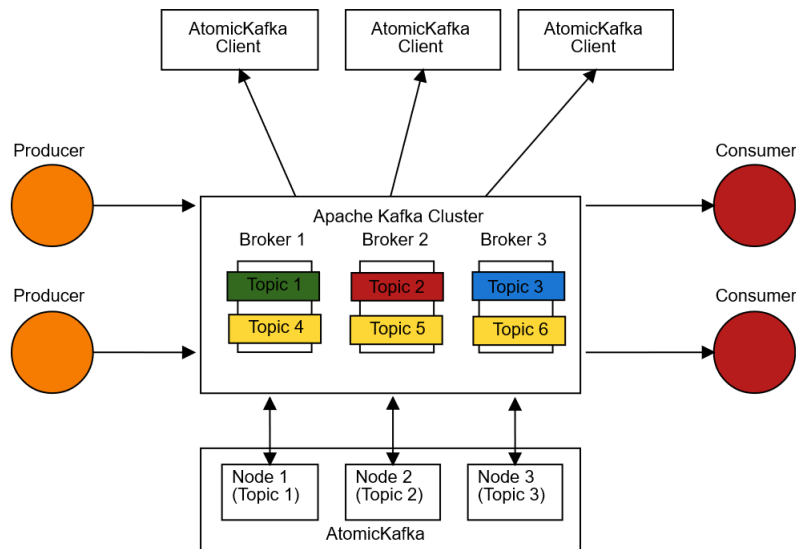 AtomicKafka
Client
AtomicKafka
Client
AtomicKafka
Client
Producer
Consumer
Apache Kafka Cluster
Broker 1
Broker 2
Broker 3
Topic 1
Topic 2
Topic 3
Producer
Consumer
Topic 4
Topic 5
Topic 6
Node 1
(Topic 1)
Node 2
(Topic 2)
Node 3
(Topic 3)
AtomicKafka